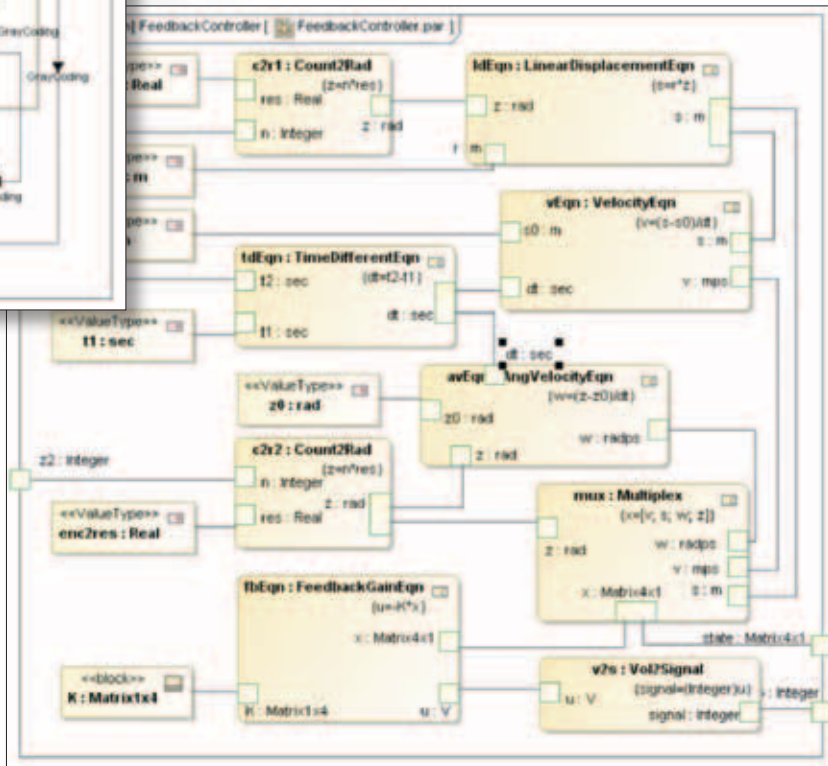 GrayCoding
GrayCoding
FeedbackController [ FeedbackController.par ]
: Real
c2r1 : Count2Rad
(z=n*res)
res : Real
n : Integer
z : rad
ldEqn : LinearDisplacementEqn
(s=r*z)
z : rad
s : m
r : m
: m
vEqn : VelocityEqn
(v=(s-s0)/dt)
s0 : m
s : m
dt : sec
v : mps
tdEqn : TimeDifferentEqn
(dt=t2-t1)
t2 : sec
dt : sec
t1 : sec
<<ValueType>>
t1 : sec
dt : sec
AngVelocityEqn
(w=(z-z0)/dt)
z0 : rad
w : radps
z : rad
<<ValueType>>
z0 : rad
z2 : Integer
c2r2 : Count2Rad
(z=n*res)
n : Integer
z : rad
res : Real
<<ValueType>>
enc2res : Real
mux : Multiplex
(x=[v; s; w; z])
z : rad
w : radps
v : mps
s : m
x : Matrix4x1
fbEqn : FeedbackGainEqn
(u=-K*x)
x : Matrix4x1
K : Matrix1x4
u : V
state : Matrix4x1
<<block>>
K : Matrix1x4
v2s : Vol2Signal
(signal=(Integer)u)
u : V
signal : Integer
: Integer